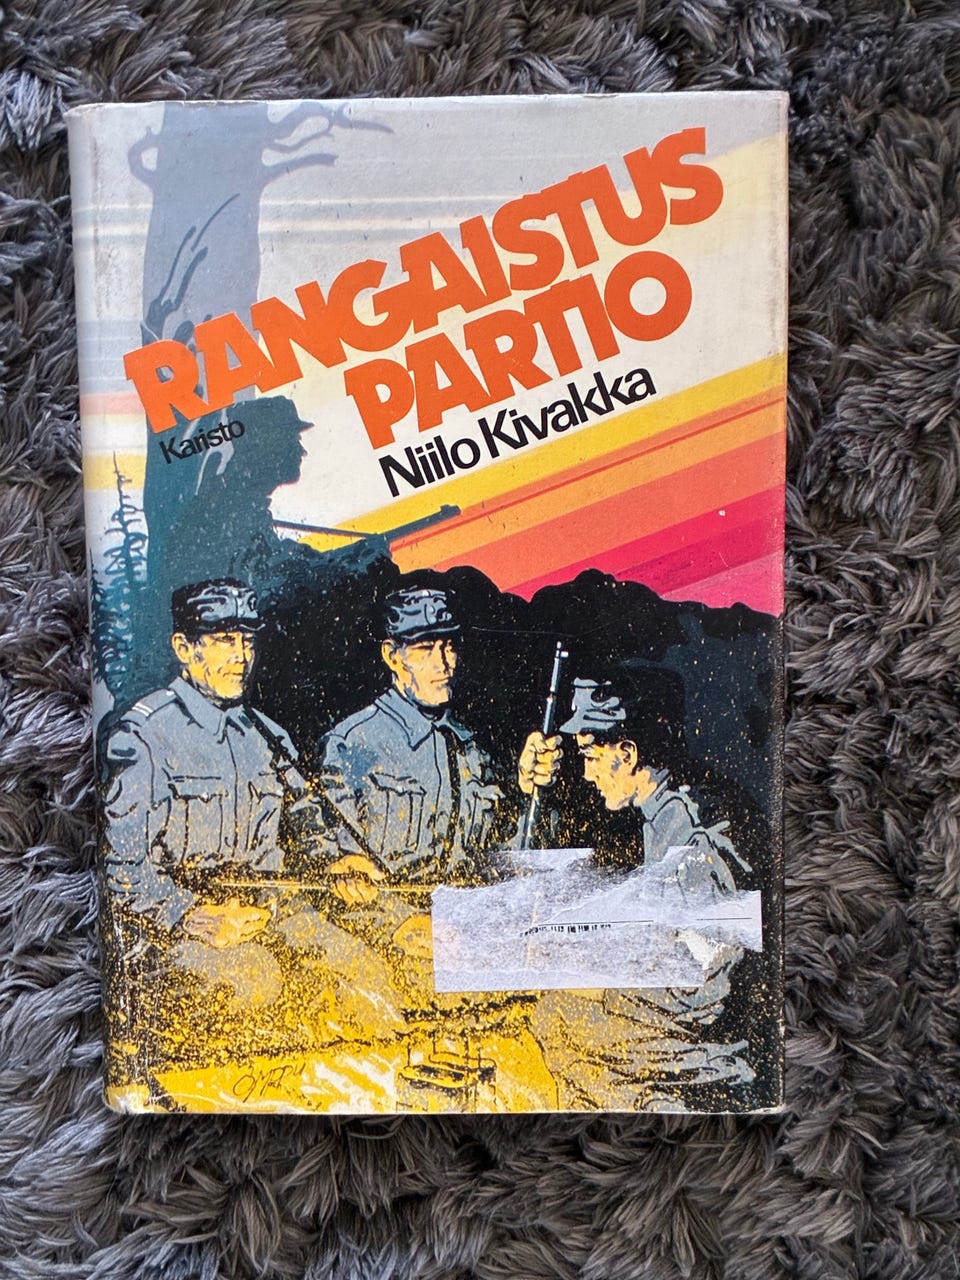 RANGAISTUS
PARTIO
Niilo Kivakka
Karisto